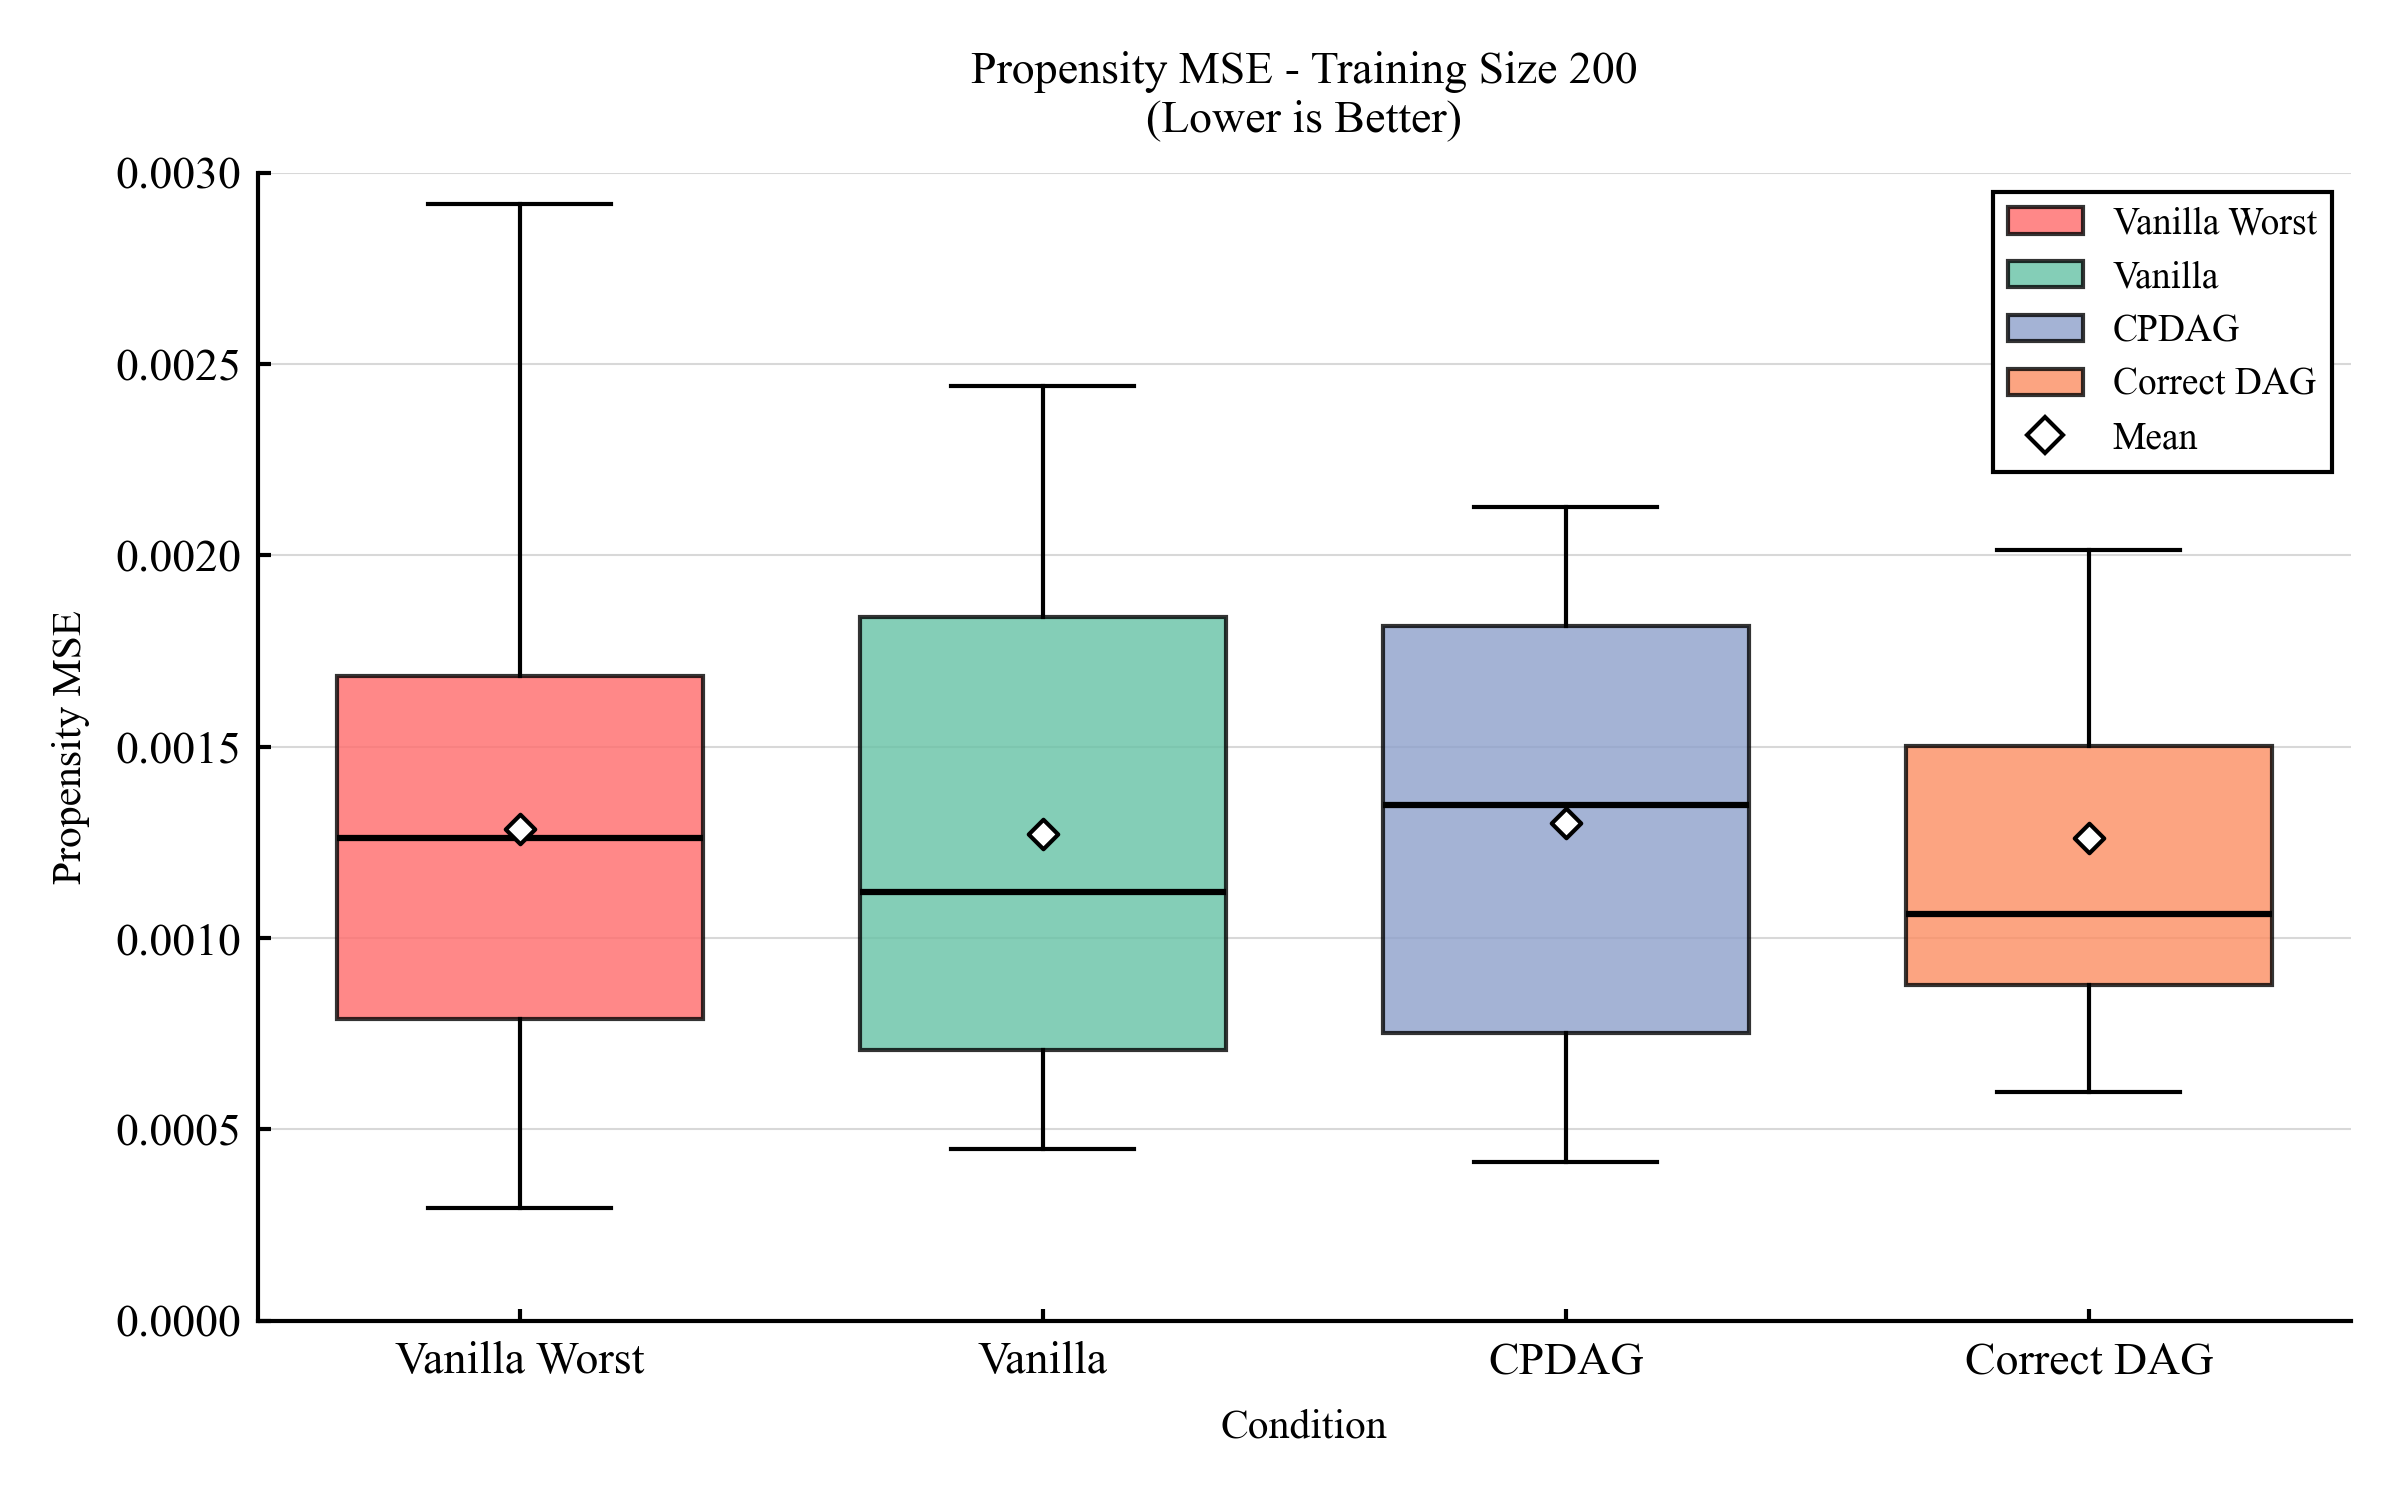 Propensity MSE - Training Size 200
(Lower is Better)
0.0030
0.0025
0.0020
0.0015
0.0010
0.0005
0.0000
Propensity MSE
Vanilla Worst
Vanilla
CPDAG
Correct DAG
Mean
Vanilla Worst
Vanilla
CPDAG
Correct DAG
Condition